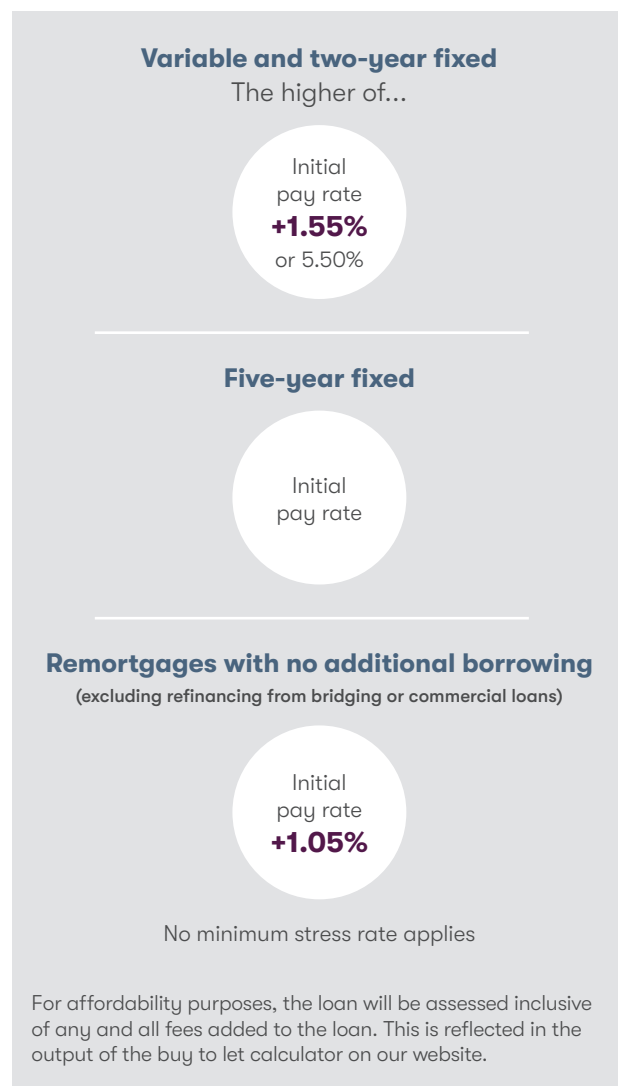 Variable and two-year fixed
The higher of...
Initial
pay rate
+1.55%
or 5.50%
Five-year fixed
Initial
pay rate
Remortgages with no additional borrowing
(excluding refinancing from bridging or commercial loans)
Initial
pay rate
+1.05%
No minimum stress rate applies
For affordability purposes, the loan will be assessed inclusive
of any and all fees added to the loan. This is reflected in the
output of the buy to let calculator on our website.